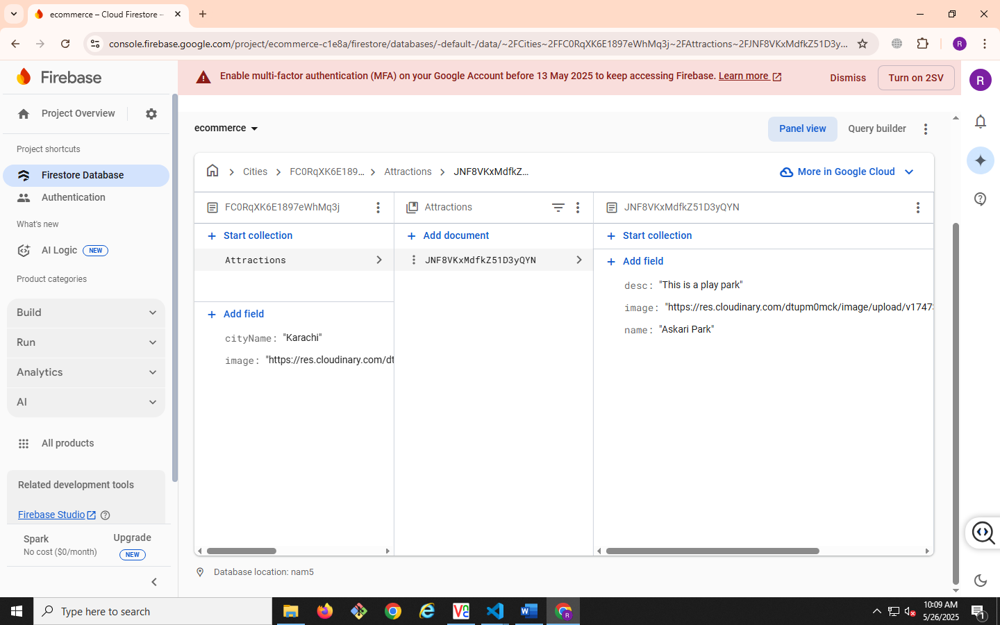 ecommerce – Cloud Firestore –
console.firebase.google.com/project/ecommerce-c1e8a/firestore/databases/-default-/data/~2FCities~2FFC0RqXK6E1897eWhMq3j~2FAttractions~2FJNF8VKxMdfkZ51D3y...
R
Firebase
Enable multi-factor authentication (MFA) on your Google Account before 13 May 2025 to keep accessing Firebase. Learn more
Dismiss
Turn on 2SV
R
Project Overview
Project shortcuts
Firestore Database
Authentication
What's new
AI Logic NEW
Product categories
Build
Run
Analytics
AI
All products
Related development tools
Firebase Studio
Spark
No cost ($0/month)
Upgrade
NEW
ecommerce
Panel view
Query builder
Cities
FC0RqXK6E189...
Attractions
JNF8VKxMdfkZ...
More in Google Cloud
FC0RqXK6E1897eWhMq3j
Start collection
Attractions
Add field
cityName: "Karachi"
image: "https://res.cloudinary.com/dt
Attractions
Add document
JNF8VKxMdfkZ51D3yQYN
JNF8VKxMdfkZ51D3yQYN
Start collection
Add field
desc: "This is a play park"
image: "https://res.cloudinary.com/dtupm0mck/image/upload/v1747
name: "Askari Park"
Database location: nam5
Type here to search
10:09 AM
5/26/2025
1